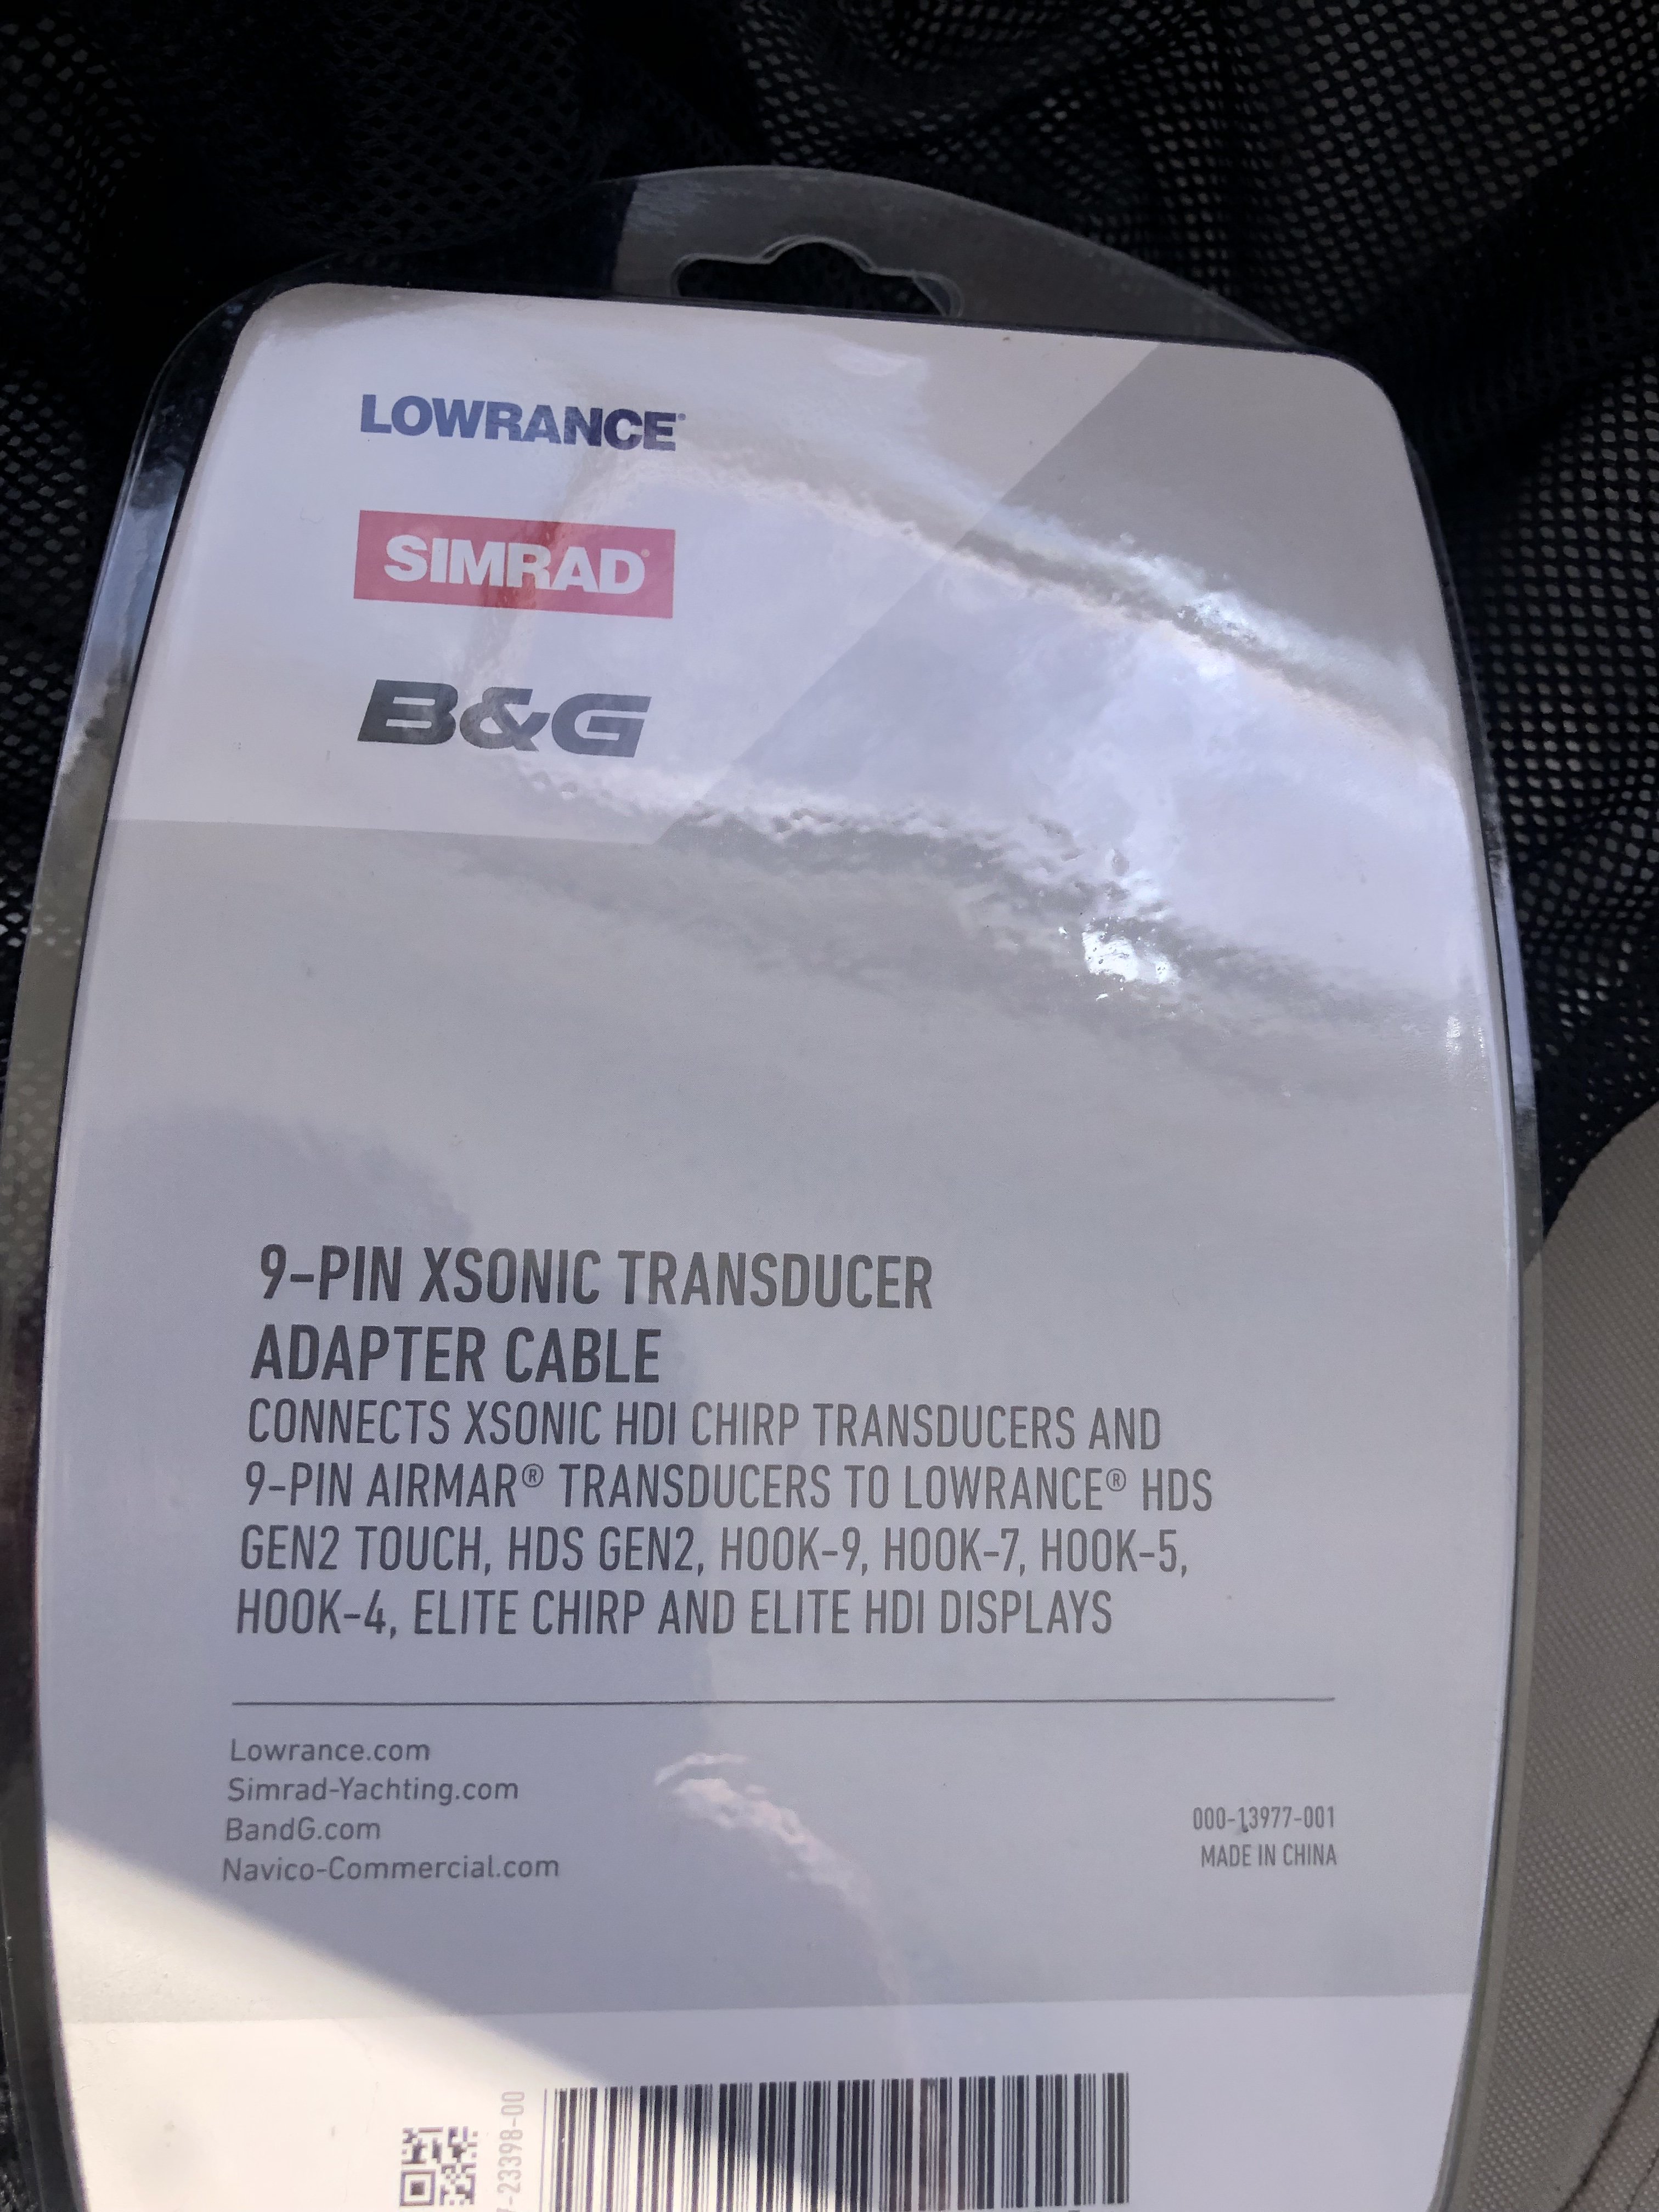 LOWRANCE®
SIMRAD®
B&G
9-PIN XSONIC TRANSDUCER
ADAPTER CABLE
CONNECTS XSONIC HDI CHIRP TRANSDUCERS AND
9-PIN AIRMAR® TRANSDUCERS TO LOWRANCE® HDS
GEN2 TOUCH, HDS GEN2, HOOK-9, HOOK-7, HOOK-5,
HOOK-4, ELITE CHIRP AND ELITE HDI DISPLAYS
Lowrance.com
Simrad-Yachting.com
BandG.com
Navico-Commercial.com
000-13977-001
MADE IN CHINA
-23398-00